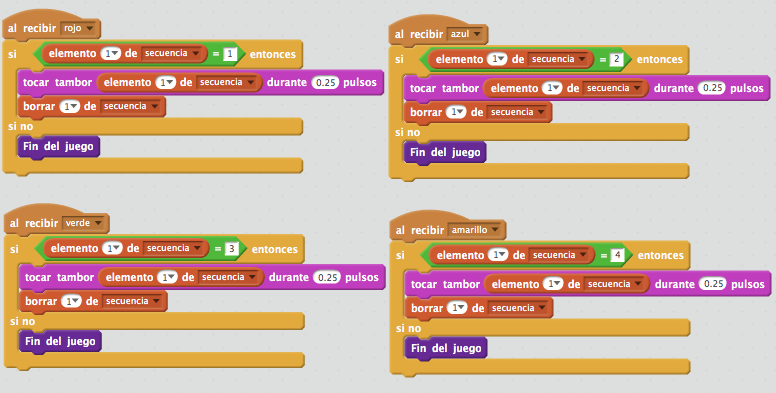 al recibir rojo
si elemento 1 de secuencia = 1 entonces
tocar tambor elemento 1 de secuencia durante 0.25 pulsos
borrar 1 de secuencia
si no
Fin del juego
al recibir azul
si elemento 1 de secuencia = 2 entonces
tocar tambor elemento 1 de secuencia durante 0.25 pulsos
borrar 1 de secuencia
si no
Fin del juego
al recibir verde
si elemento 1 de secuencia = 3 entonces
tocar tambor elemento 1 de secuencia durante 0.25 pulsos
borrar 1 de secuencia
si no
Fin del juego
al recibir amarillo
si elemento 1 de secuencia = 4 entonces
tocar tambor elemento 1 de secuencia durante 0.25 pulsos
borrar 1 de secuencia
si no
Fin del juego